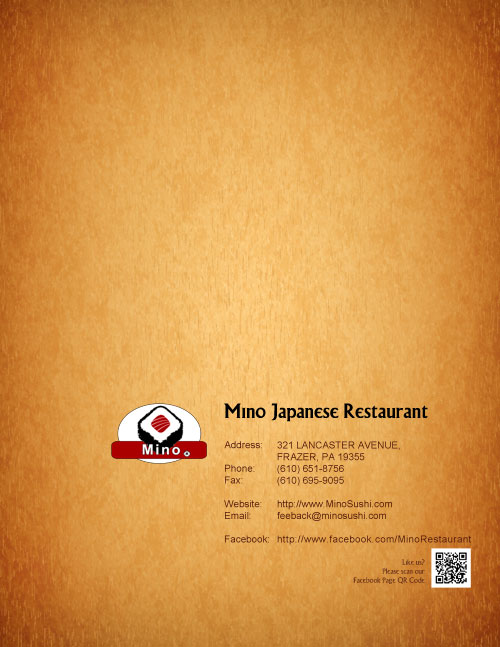 Mino Japanese Restaurant
Mino
Address: 321 LANCASTER AVENUE,
FRAZER, PA 19355
Phone: (610) 651-8756
Fax: (610) 695-9095
Website: http://www.MinoSushi.com
Email: feeback@minosushi.com
Facebook: http://www.facebook.com/MinoRestaurant
Like us?
Please scan our
Facebook Page QR Code